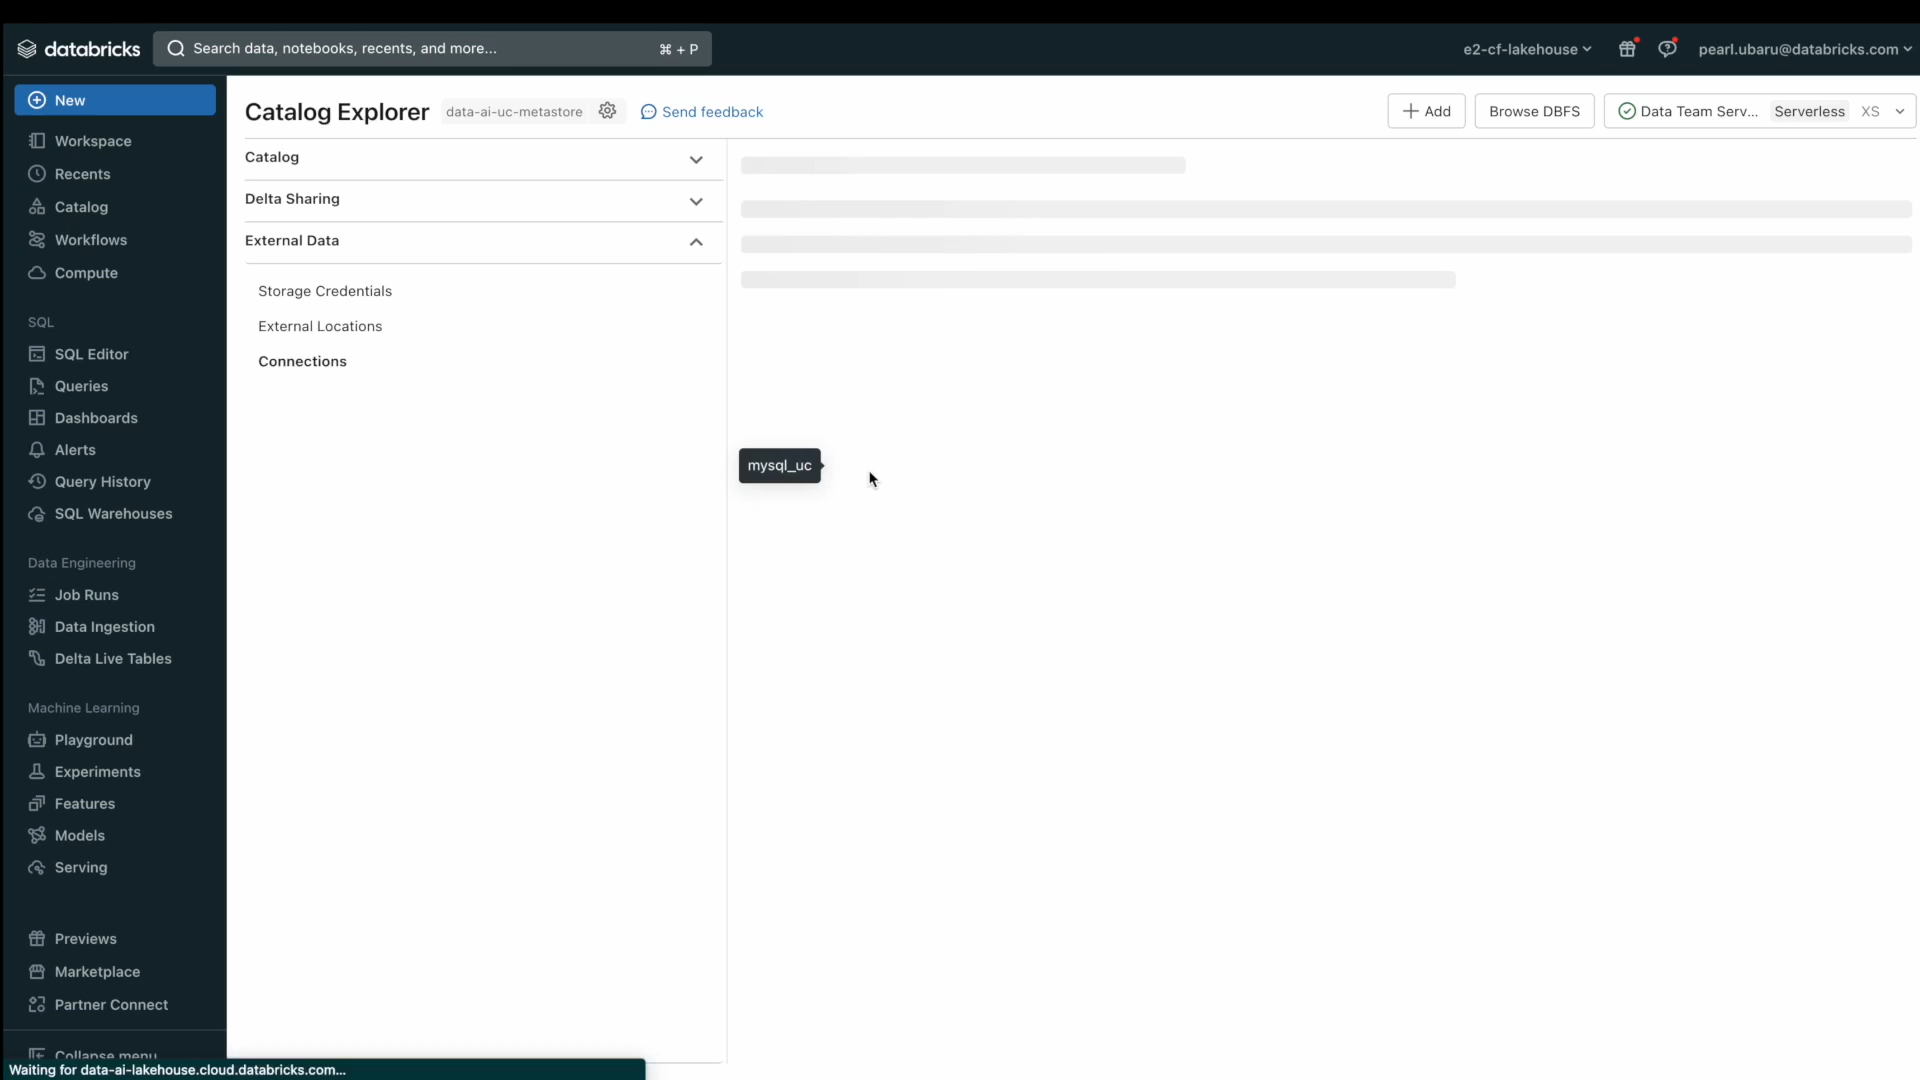 databricks
Search data, notebooks, recents, and more...
⌘ + P
e2-cf-lakehouse
pearl.ubaru@databricks.com
New
Workspace
Recents
Catalog
Workflows
Compute
SQL
SQL Editor
Queries
Dashboards
Alerts
Query History
SQL Warehouses
Data Engineering
Job Runs
Data Ingestion
Delta Live Tables
Machine Learning
Playground
Experiments
Features
Models
Serving
Previews
Marketplace
Partner Connect
Collapse menu
Waiting for data-ai-lakehouse.cloud.databricks.com...
Catalog Explorer
data-ai-uc-metastore
Send feedback
Add
Browse DBFS
Data Team Serv...
Serverless
XS
Catalog
Delta Sharing
External Data
Storage Credentials
External Locations
Connections
mysql_uc